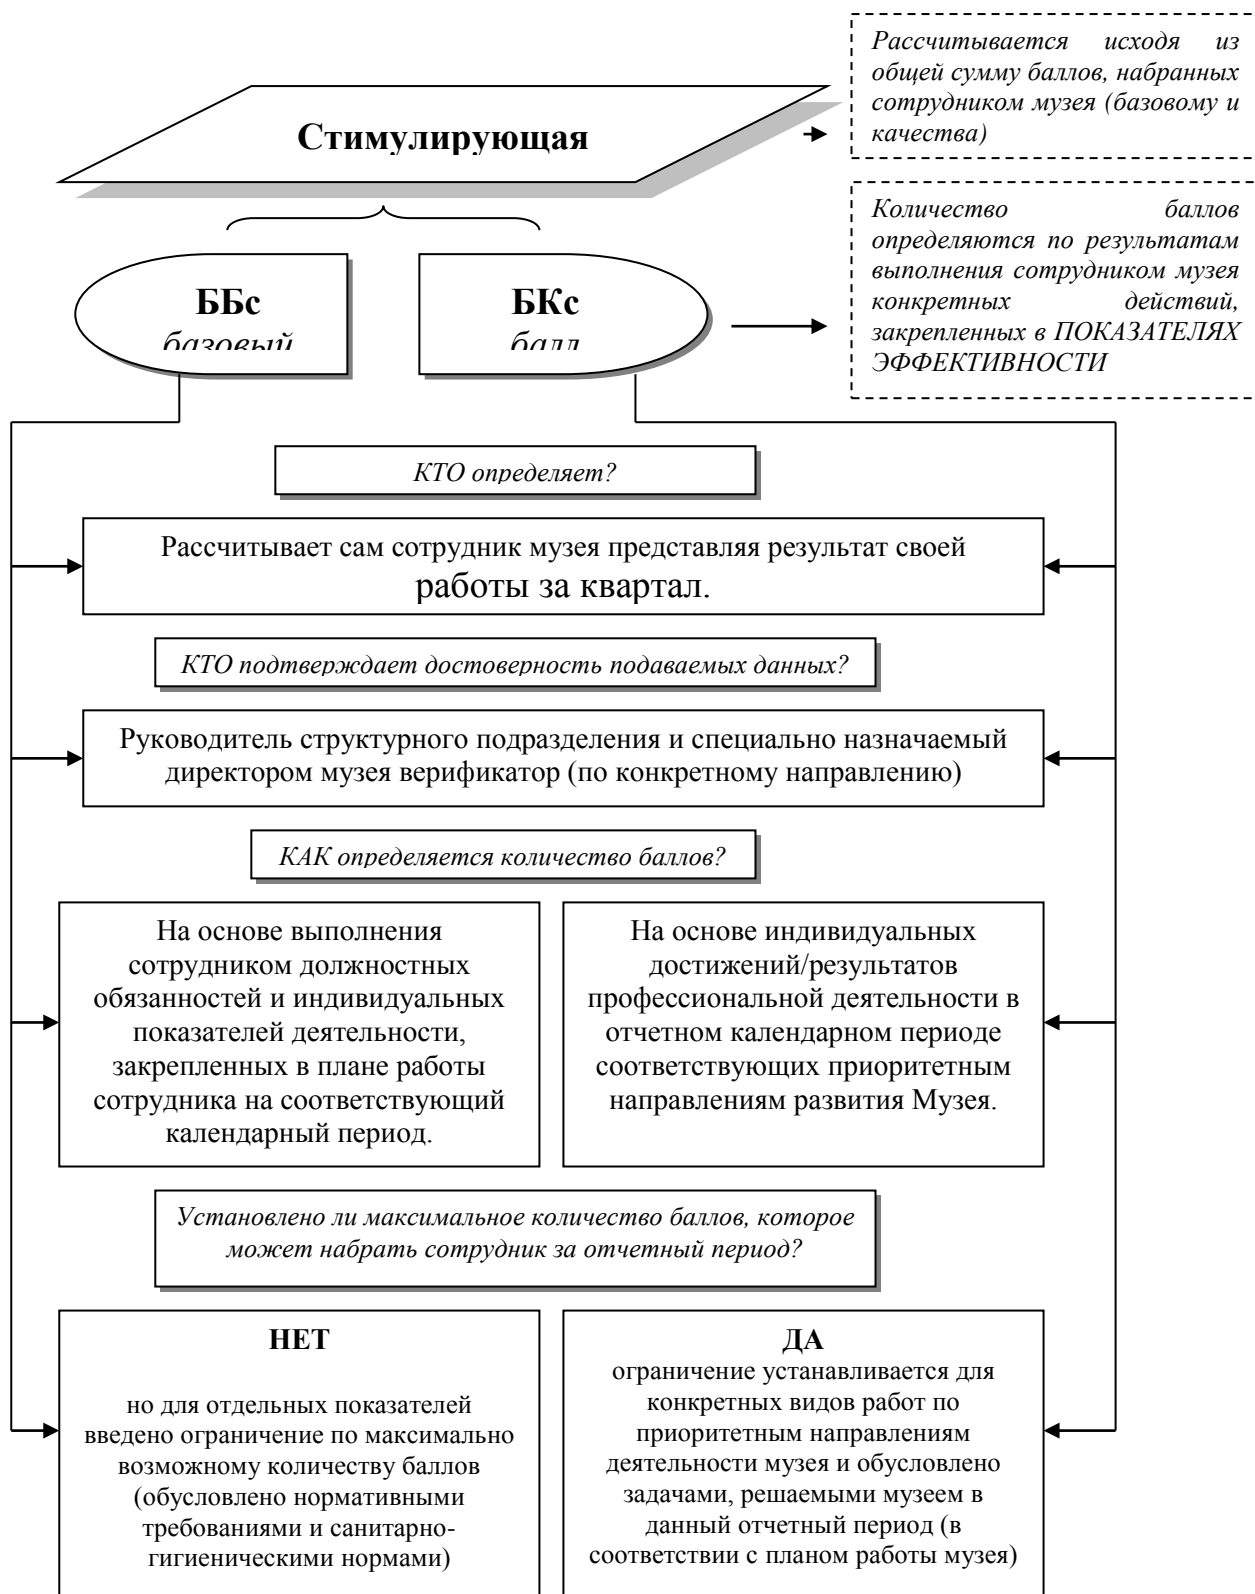 Рассчитывается исходя из
общей сумму баллов, набранных
сотрудником музея (базовому и
качества)
Стимулирующая
Количество баллов
определяются по результатам
выполнения сотрудником музея
конкретных действий,
закрепленных в ПОКАЗАТЕЛЯХ
ЭФФЕКТИВНОСТИ
ББс
базовый
БКс
балл
КТО определяет?
Рассчитывает сам сотрудник музея представляя результат своей
работы за квартал.
КТО подтверждает достоверность подаваемых данных?
Руководитель структурного подразделения и специально назначаемый
директором музея верификатор (по конкретному направлению)
КАК определяется количество баллов?
На основе выполнения
сотрудником должностных
обязанностей и индивидуальных
показателей деятельности,
закрепленных в плане работы
сотрудника на соответствующий
календарный период.
На основе индивидуальных
достижений/результатов
профессиональной деятельности в
отчетном календарном периоде
соответствующих приоритетным
направлениям развития Музея.
Установлено ли максимальное количество баллов, которое
может набрать сотрудник за отчетный период?
НЕТ
но для отдельных показателей
введено ограничение по максимально
возможному количеству баллов
(обусловлено нормативными
требованиями и санитарно-
гигиеническими нормами)
ДА
ограничение устанавливается для
конкретных видов работ по
приоритетным направлениям
деятельности музея и обусловлено
задачами, решаемыми музеем в
данный отчетный период (в
соответствии с планом работы музея)